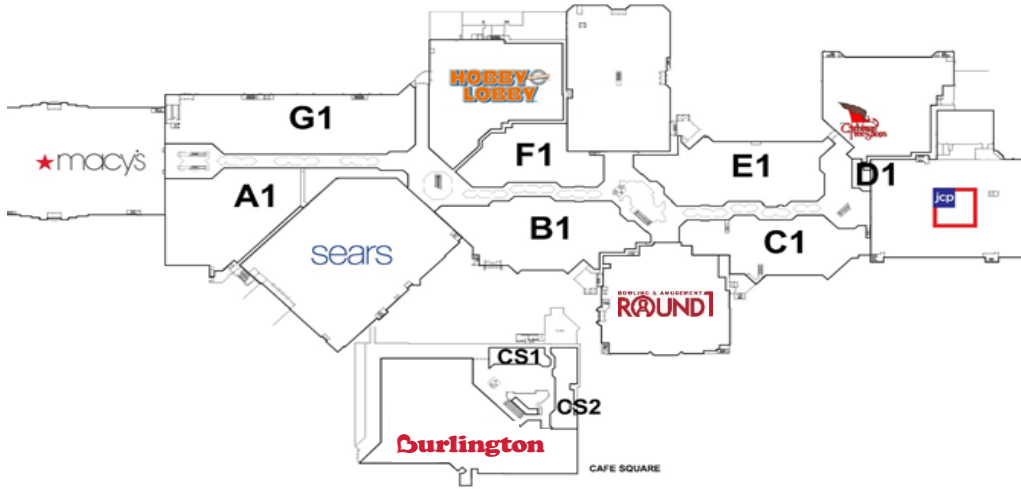 HOBBY
LOBBY
G1
macy's
F1
E1
Christmas
Tree Shops
D1
A1
jcp
B1
C1
sears
BOWLING & AMUSEMENT
ROUND1
CS1
CS2
Burlington
CAFE SQUARE